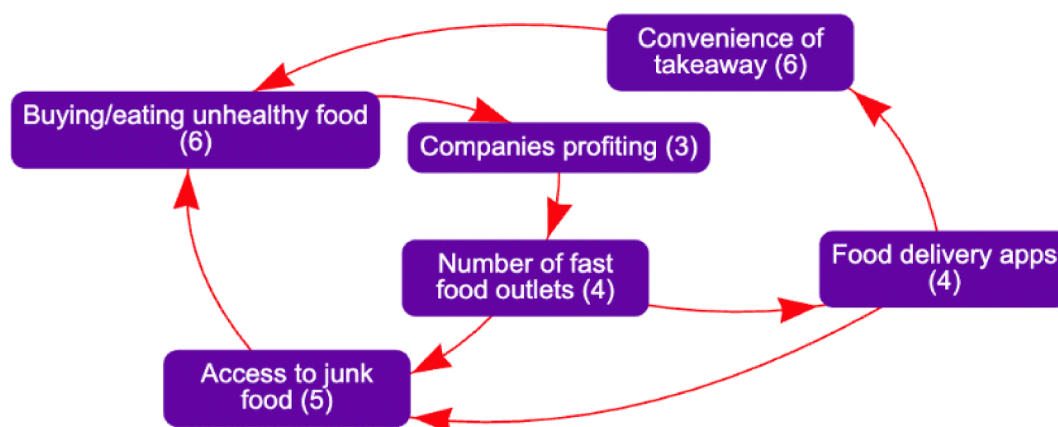 Convenience of
takeaway (6)
Buying/eating unhealthy food
(6)
Companies profiting (3)
Number of fast
food outlets (4)
Food delivery apps
(4)
Access to junk
food (5)